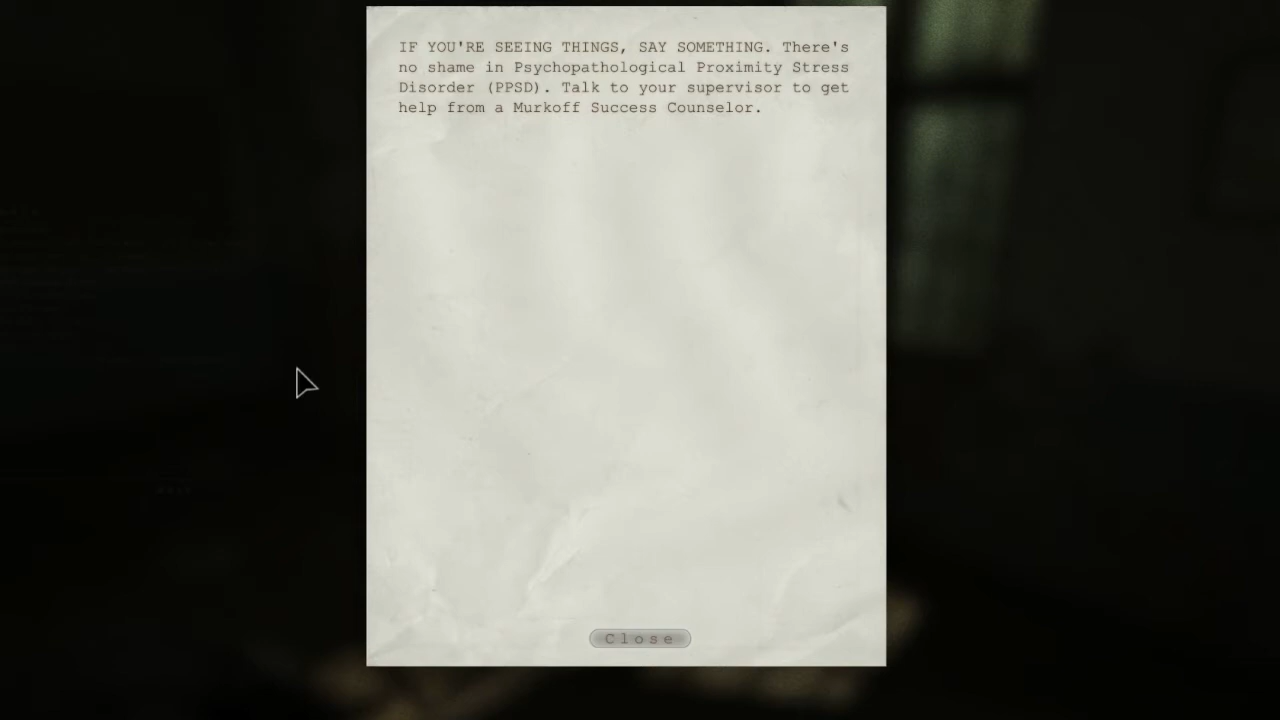 IF YOU'RE SEEING THINGS, SAY SOMETHING. There's
no shame in Psychopathological Proximity Stress
Disorder (PPSD). Talk to your supervisor to get
help from a Murkoff Success Counselor.
Close